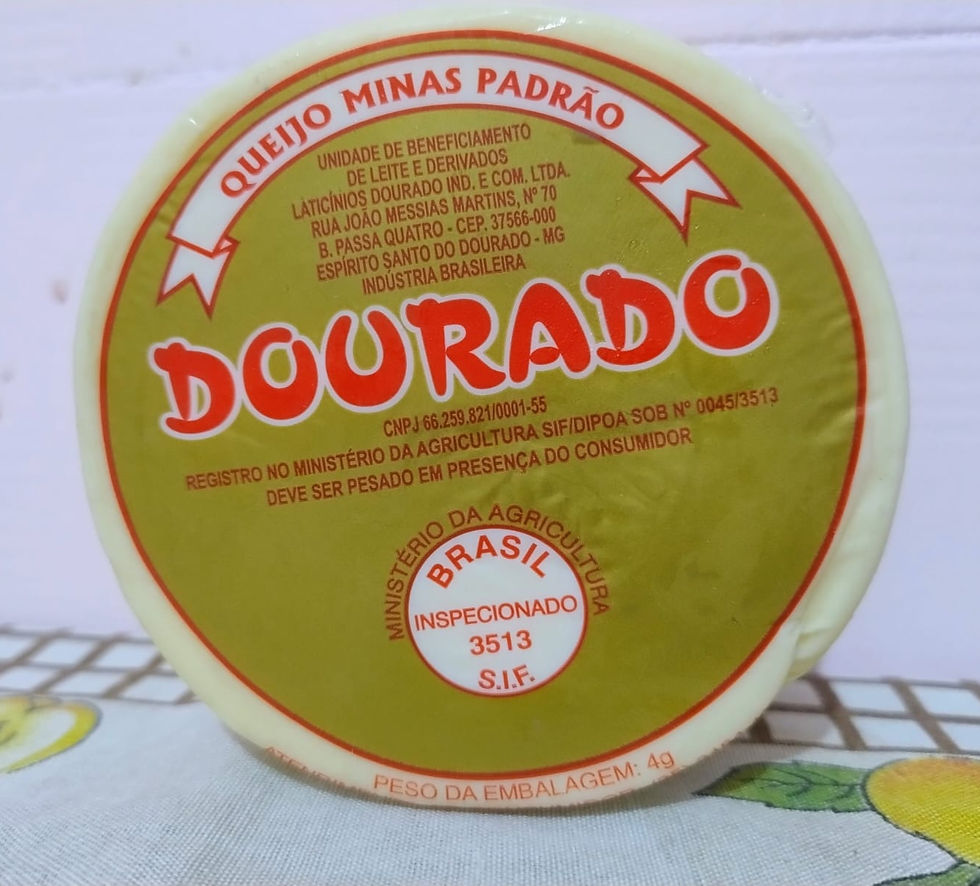 QUEIJO MINAS PADRÃO
UNIDADE DE BENEFICIAMENTO
DE LEITE E DERIVADOS
LATICÍNIOS DOURADO IND. E COM. LTDA.
RUA JOÃO MESSIAS MARTINS, Nº 70
B. PASSA QUATRO - CEP. 37566-000
ESPÍRITO SANTO DO DOURADO - MG
INDÚSTRIA BRASILEIRA
DOURADO
CNPJ 66.259.821/0001-55
REGISTRO NO MINISTÉRIO DA AGRICULTURA SIF/DIPOA SOB Nº 0045/3513
DEVE SER PESADO EM PRESENÇA DO CONSUMIDOR
MINISTÉRIO DA AGRICULTURA
BRASIL
INSPECIONADO
3513
S.I.F.
PESO DA EMBALAGEM: 4g